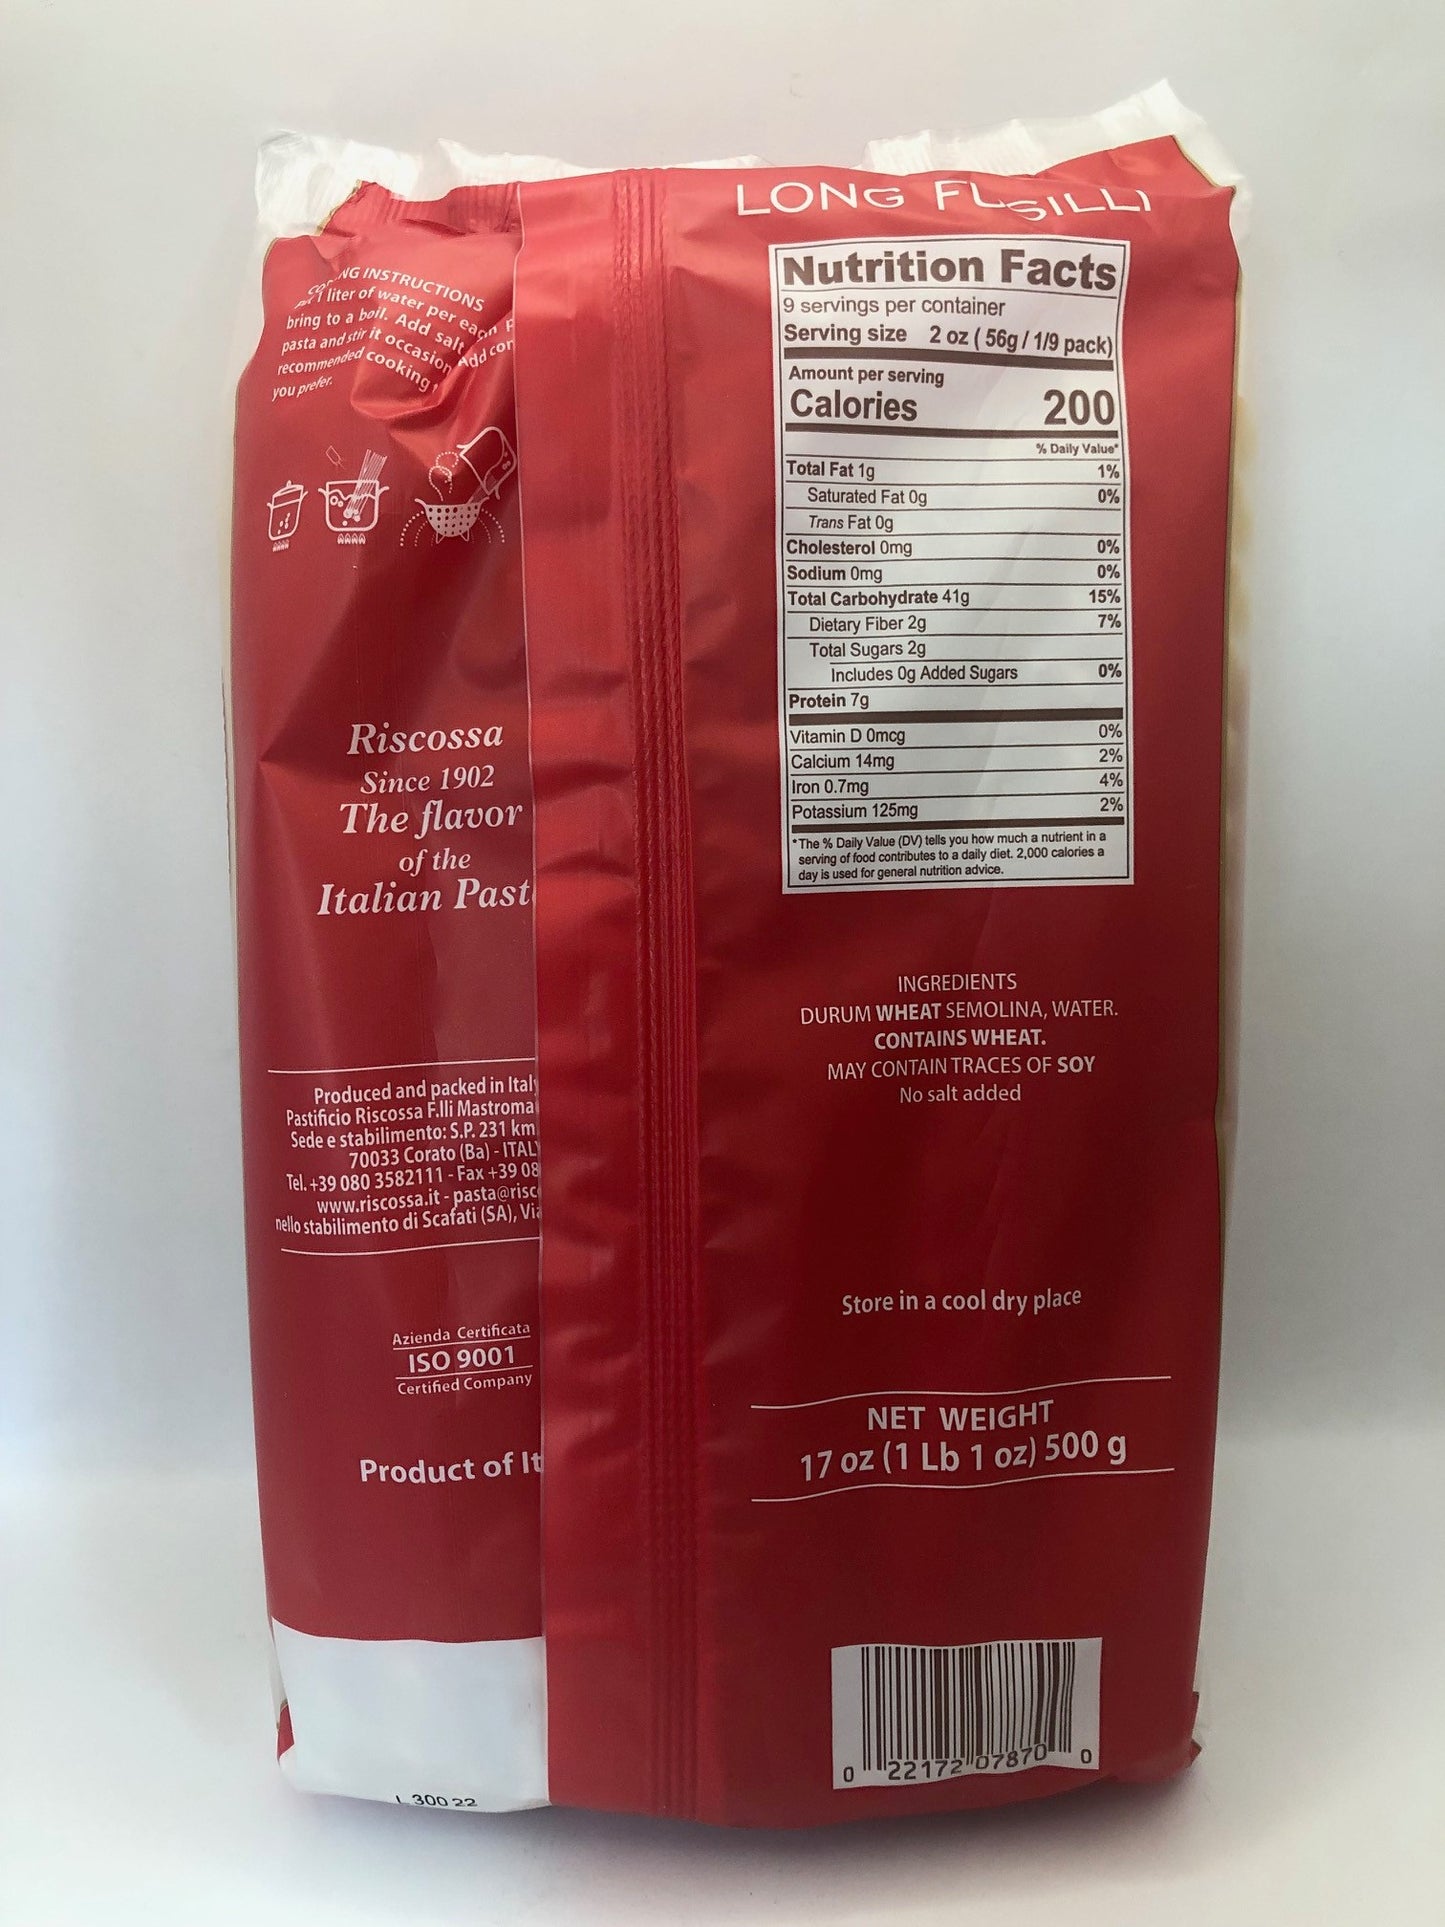 LONG FUSILLI
NG INSTRUCTIONS
1 liter of water per each
bring to a boil. Add salt
pasta and stir it occasion Add
recommended cooking
you prefer.
Riscossa
Since 1902
The flavor
of the
Italian Past
Produced and packed in Italy
Pastificio Riscossa F.lli Mastroma
Sede e stabilimento: S.P. 231 km
70033 Corato (Ba) - ITALY
Tel. +39 080 3582111 - Fax +39 08
www.riscossa.it - pasta@risc
nello stabilimento di Scafati (SA), Via
Azienda Certificata
ISO 9001
Certified Company
Product of It
L 300 22
Nutrition Facts
9 servings per container
Serving size 2 oz ( 56g / 1/9 pack)
Amount per serving
Calories 200
% Daily Value*
Total Fat 1g 1%
Saturated Fat 0g 0%
Trans Fat 0g
Cholesterol 0mg 0%
Sodium 0mg 0%
Total Carbohydrate 41g 15%
Dietary Fiber 2g 7%
Total Sugars 2g
Includes 0g Added Sugars 0%
Protein 7g
Vitamin D 0mcg 0%
Calcium 14mg 2%
Iron 0.7mg 4%
Potassium 125mg 2%
*The % Daily Value (DV) tells you how much a nutrient in a
serving of food contributes to a daily diet. 2,000 calories a
day is used for general nutrition advice.
INGREDIENTS
DURUM WHEAT SEMOLINA, WATER.
CONTAINS WHEAT.
MAY CONTAIN TRACES OF SOY
No salt added
Store in a cool dry place
NET WEIGHT
17 oz (1 Lb 1 oz) 500 g
0 22172 07870 0